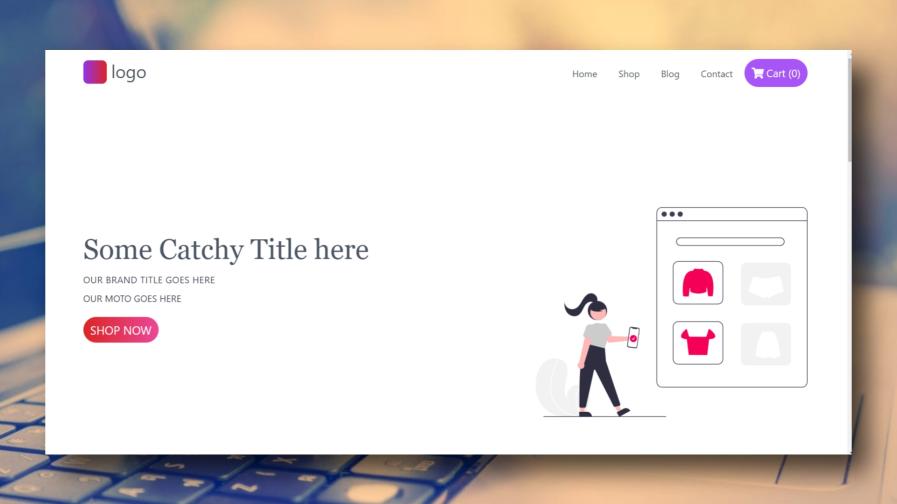 logo
Home Shop Blog Contact Cart (0)
Some Catchy Title here
OUR BRAND TITLE GOES HERE
OUR MOTO GOES HERE
SHOP NOW